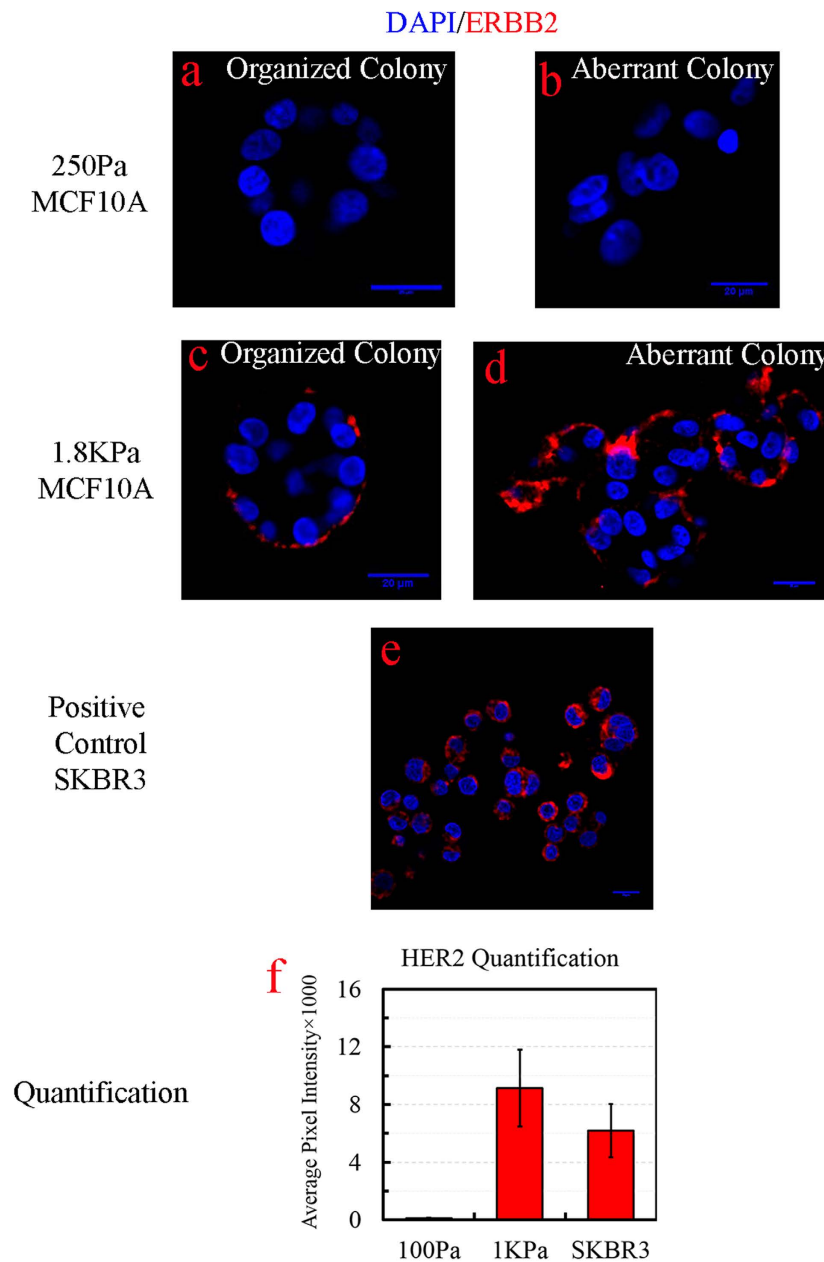 DAPI/ERBB2
a
Organized Colony
b
Aberrant Colony
250Pa
MCF10A
20 µm
c
Organized Colony
d
Aberrant Colony
1.8KPa
MCF10A
20 µm
e
Positive
Control
SKBR3
f
HER2 Quantification
Quantification
Average Pixel Intensity×1000
16
12
8
4
0
100Pa
1KPa
SKBR3